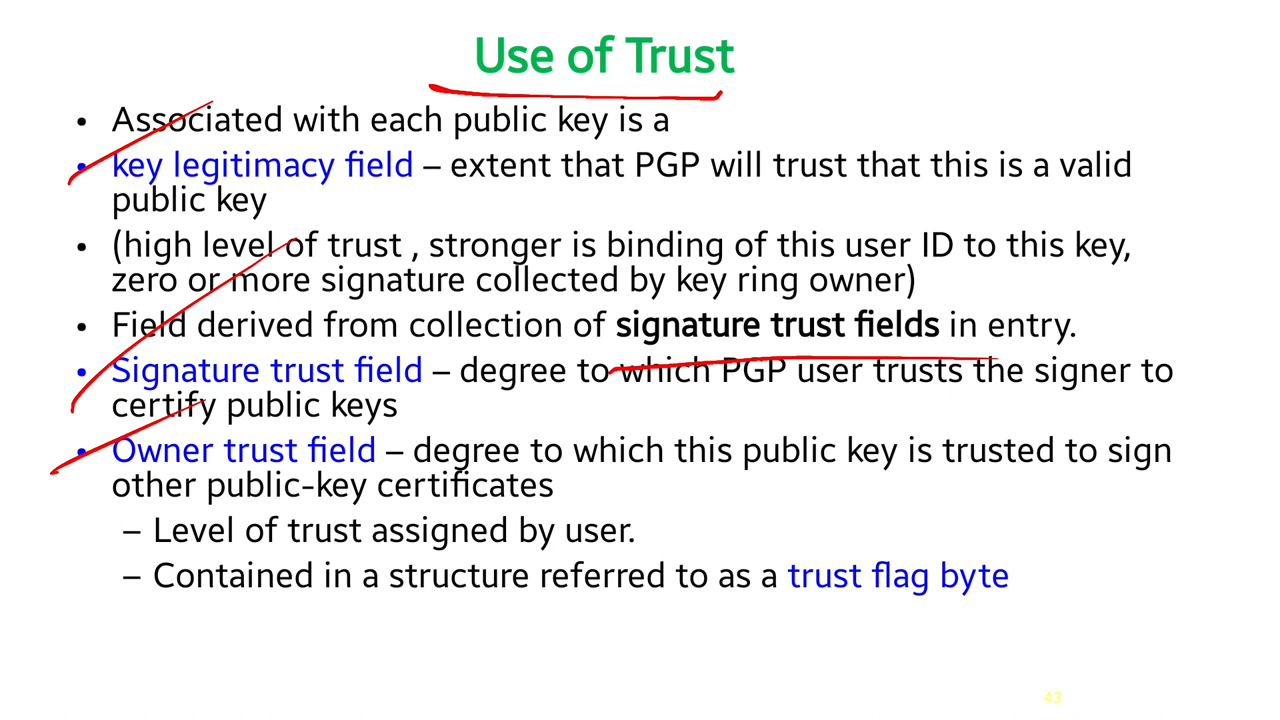 Use of Trust
• Associated with each public key is a
• key legitimacy field – extent that PGP will trust that this is a valid
public key
• (high level of trust , stronger is binding of this user ID to this key,
zero or more signature collected by key ring owner)
• Field derived from collection of signature trust fields in entry.
• Signature trust field – degree to which PGP user trusts the signer to
certify public keys
• Owner trust field – degree to which this public key is trusted to sign
other public-key certificates
– Level of trust assigned by user.
– Contained in a structure referred to as a trust flag byte
43